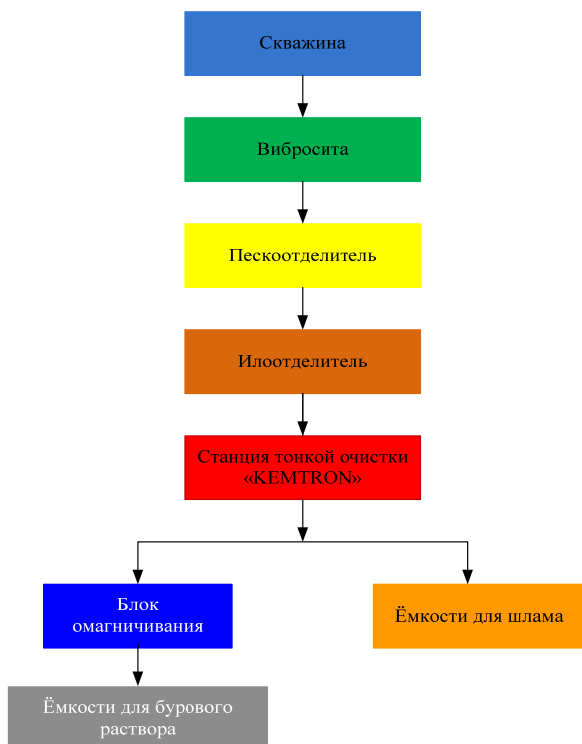 Скважина
Вибросита
Пескоотделитель
Илоотделитель
Станция тонкой очистки
«KEMTRON»
Блок
омагничивания
Ёмкости для шлама
Ёмкости для бурового
раствора